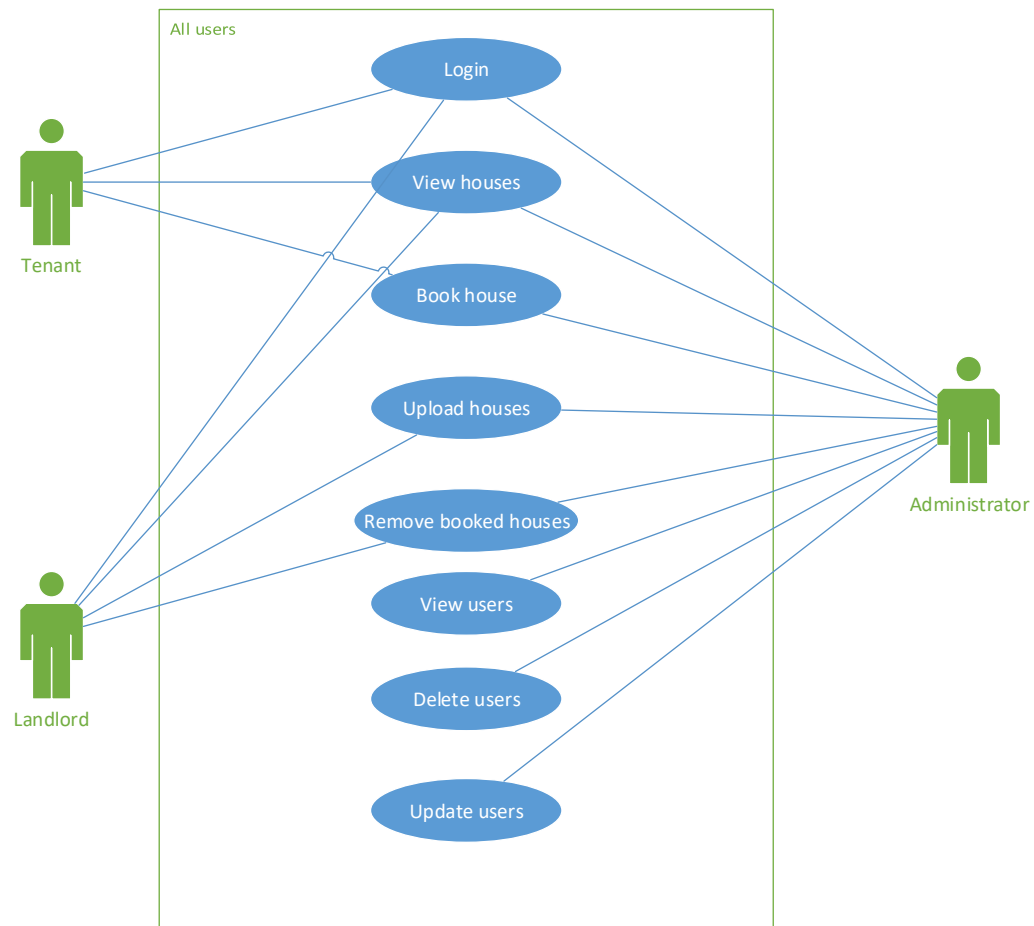 All users
Login
View houses
Tenant
Book house
Upload houses
Administrator
Remove booked houses
View users
Delete users
Landlord
Update users